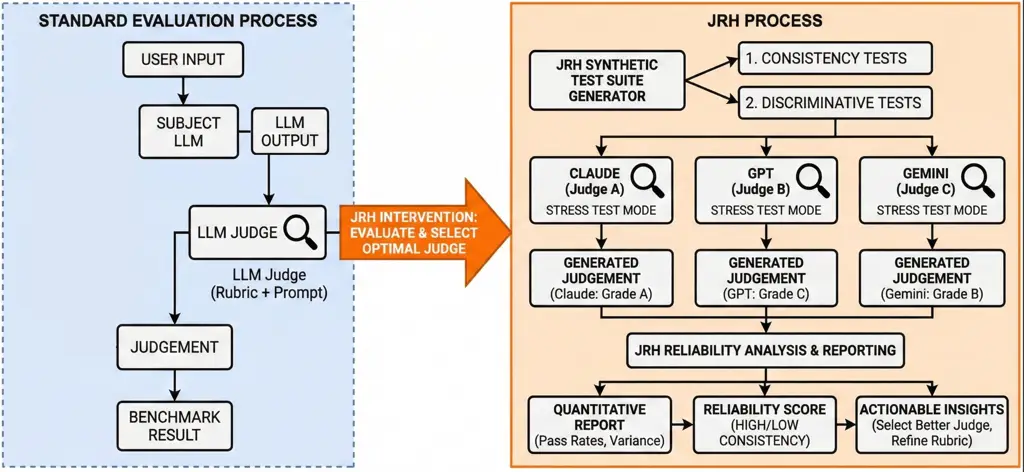 STANDARD EVALUATION PROCESS
USER INPUT
SUBJECT
LLM
LLM
OUTPUT
LLM JUDGE
LLM Judge
(Rubric + Prompt)
JUDGEMENT
BENCHMARK
RESULT
JRH INTERVENTION:
EVALUATE & SELECT
OPTIMAL JUDGE
JRH PROCESS
JRH SYNTHETIC
TEST SUITE
GENERATOR
1. CONSISTENCY TESTS
2. DISCRIMINATIVE TESTS
CLAUDE
(Judge A)
STRESS TEST MODE
GPT
(Judge B)
STRESS TEST MODE
GEMINI
(Judge C)
STRESS TEST MODE
GENERATED
JUDGEMENT
(Claude: Grade A)
GENERATED
JUDGEMENT
(GPT: Grade C)
GENERATED
JUDGEMENT
(Gemini: Grade B)
JRH RELIABILITY ANALYSIS & REPORTING
QUANTITATIVE
REPORT
(Pass Rates, Variance)
RELIABILITY SCORE
(HIGH/LOW
CONSISTENCY)
ACTIONABLE INSIGHTS
(Select Better Judge,
Refine Rubric)